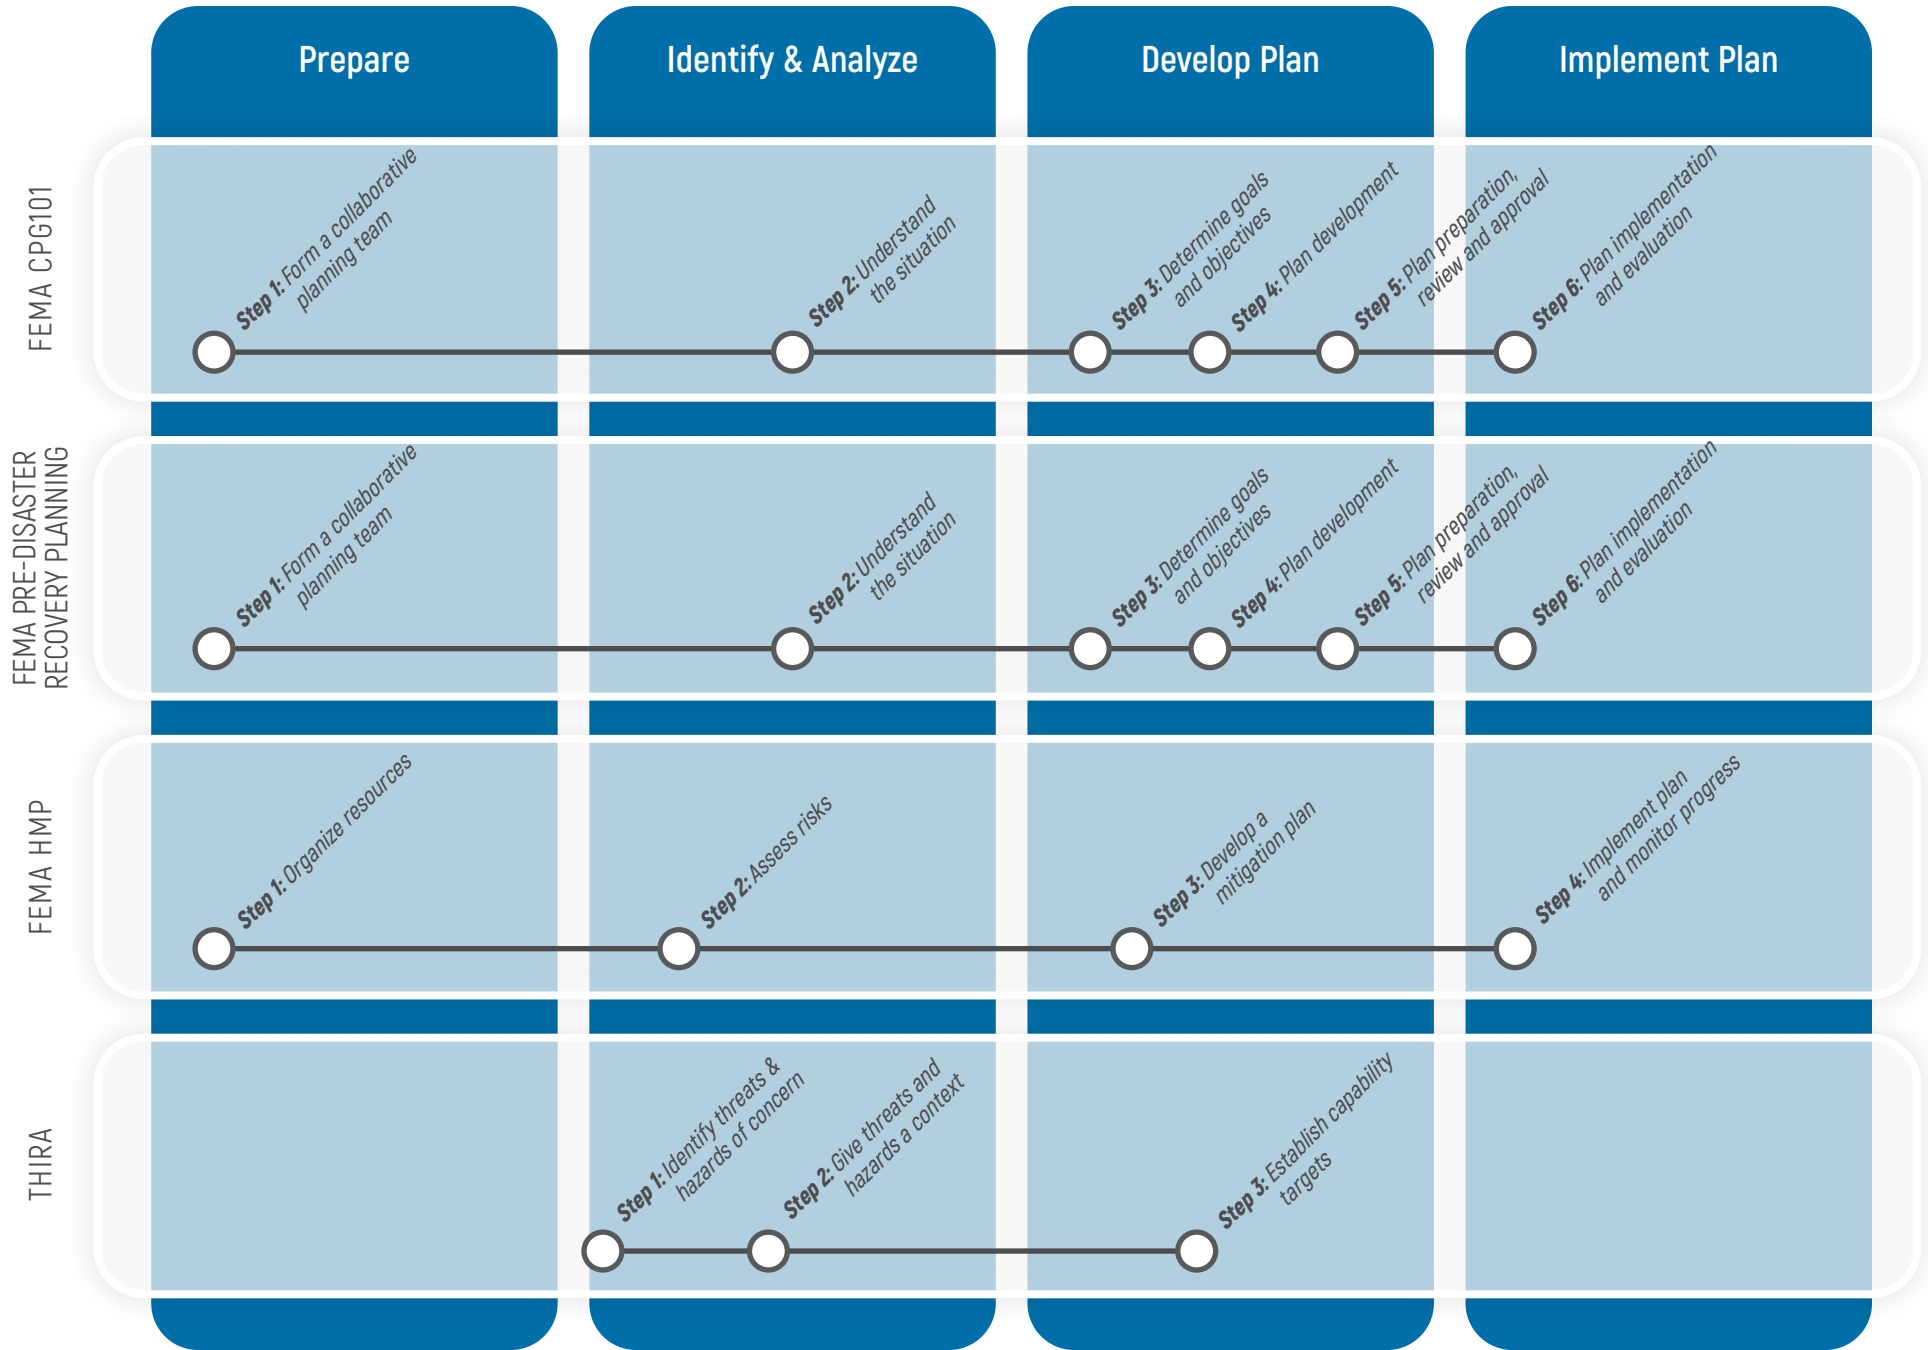 Prepare
Identify & Analyze
Develop Plan
Implement Plan
FEMA CPG101
Step 1: Form a collaborative
planning team
Step 2: Understand
the situation
Step 3: Determine goals
and objectives
Step 4: Plan development
Step 5: Plan preparation,
review and approval
Step 6: Plan implementation
and evaluation
FEMA PRE-DISASTER
RECOVERY PLANNING
Step 1: Form a collaborative
planning team
Step 2: Understand
the situation
Step 3: Determine goals
and objectives
Step 4: Plan development
Step 5: Plan preparation,
review and approval
Step 6: Plan implementation
and evaluation
FEMA HMP
Step 1: Organize resources
Step 2: Assess risks
Step 3: Develop a
mitigation plan
Step 4: Implement plan
and monitor progress
THIRA
Step 1: Identify threats &
hazards of concern
Step 2: Give threats and
hazards a context
Step 3: Establish capability
targets